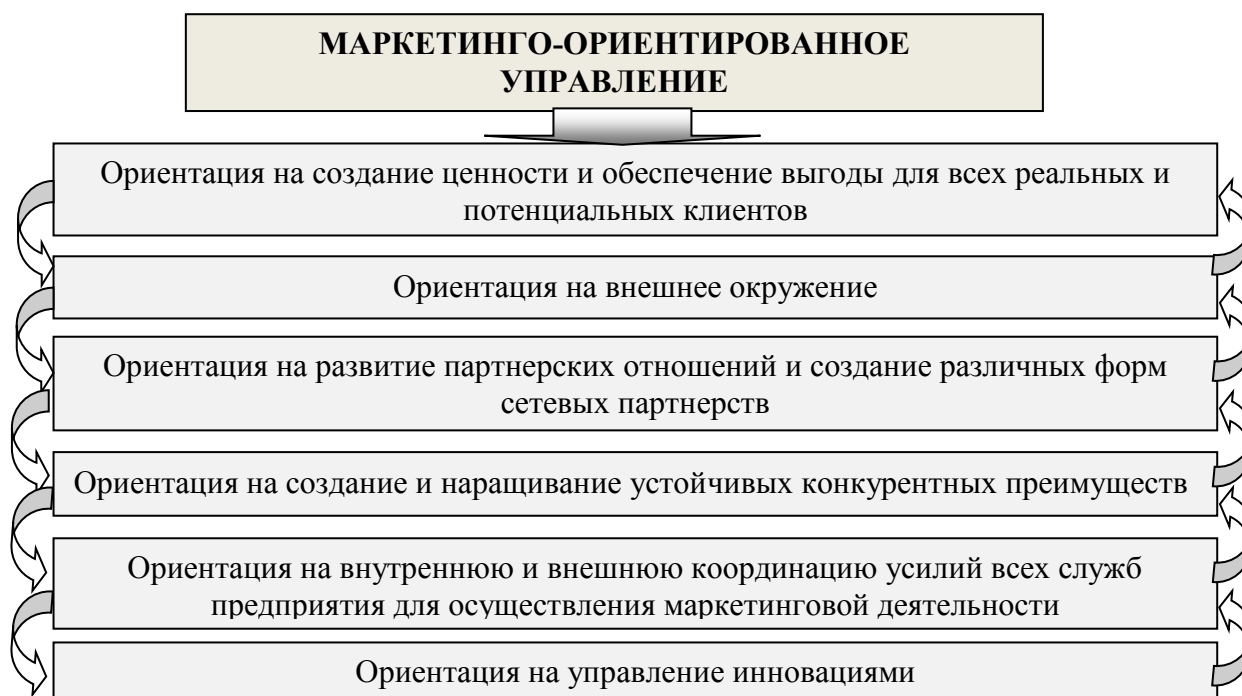 МАРКЕТИНГО-ОРИЕНТИРОВАННОЕ
УПРАВЛЕНИЕ
Ориентация на создание ценности и обеспечение выгоды для всех реальных и
потенциальных клиентов
Ориентация на внешнее окружение
Ориентация на развитие партнерских отношений и создание различных форм
сетевых партнерств
Ориентация на создание и наращивание устойчивых конкурентных преимуществ
Ориентация на внутреннюю и внешнюю координацию усилий всех служб
предприятия для осуществления маркетинговой деятельности
Ориентация на управление инновациями